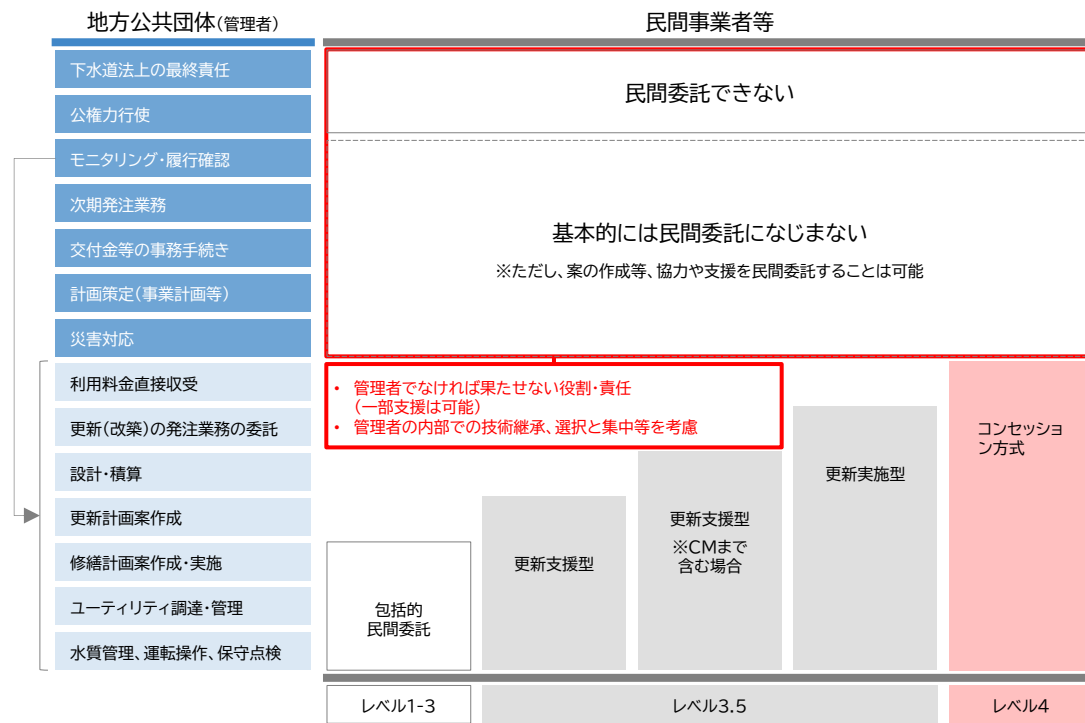 地方公共団体(管理者)
民間事業者等
下水道法上の最終責任
公権力行使
モニタリング・履行確認
次期発注業務
交付金等の事務手続き
計画策定(事業計画等)
災害対応
利用料金直接収受
更新(改築)の発注業務の委託
設計・積算
更新計画案作成
修繕計画案作成・実施
ユーティリティ調達・管理
水質管理、運転操作、保守点検
民間委託できない
基本的には民間委託になじまない
※ただし、案の作成等、協力や支援を民間委託することは可能
• 管理者でなければ果たせない役割・責任
(一部支援は可能)
• 管理者の内部での技術継承、選択と集中等を考慮
包括的
民間委託
更新支援型
更新支援型
※CMまで
含む場合
更新実施型
コンセッショ
ン方式
レベル1-3
レベル3.5
レベル4